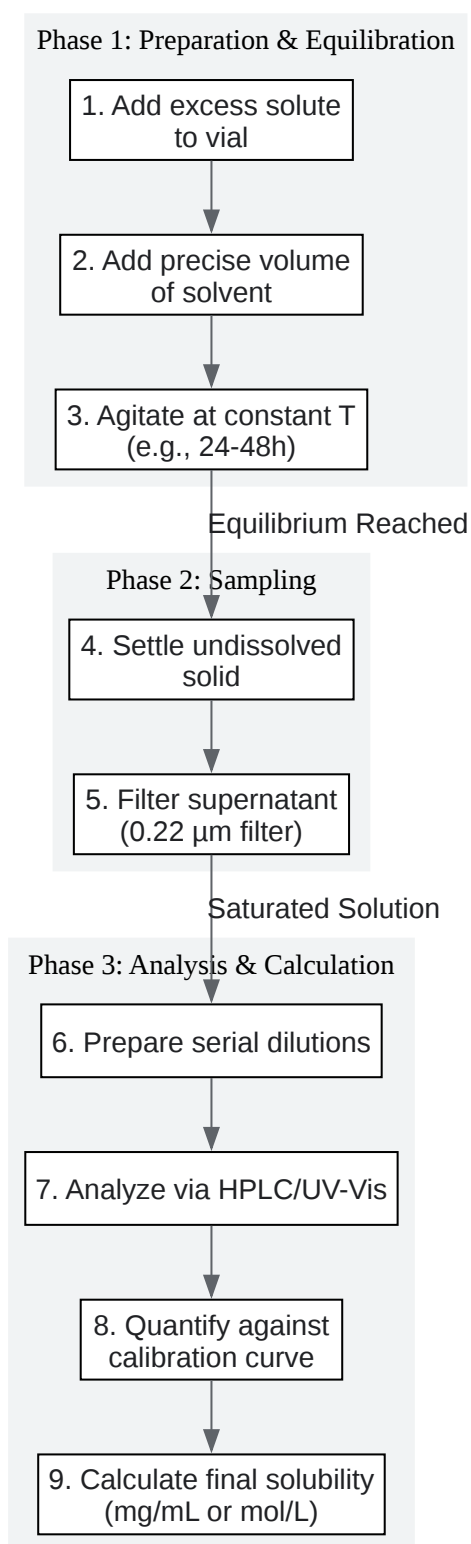 Phase 1: Preparation & Equilibration
1. Add excess solute
to vial
2. Add precise volume
of solvent
3. Agitate at constant T
(e.g., 24-48h)
Equilibrium Reached
Phase 2: Sampling
4. Settle undissolved
solid
5. Filter supernatant
(0.22 µm filter)
Saturated Solution
Phase 3: Analysis & Calculation
6. Prepare serial dilutions
7. Analyze via HPLC/UV-Vis
8. Quantify against
calibration curve
9. Calculate final solubility
(mg/mL or mol/L)